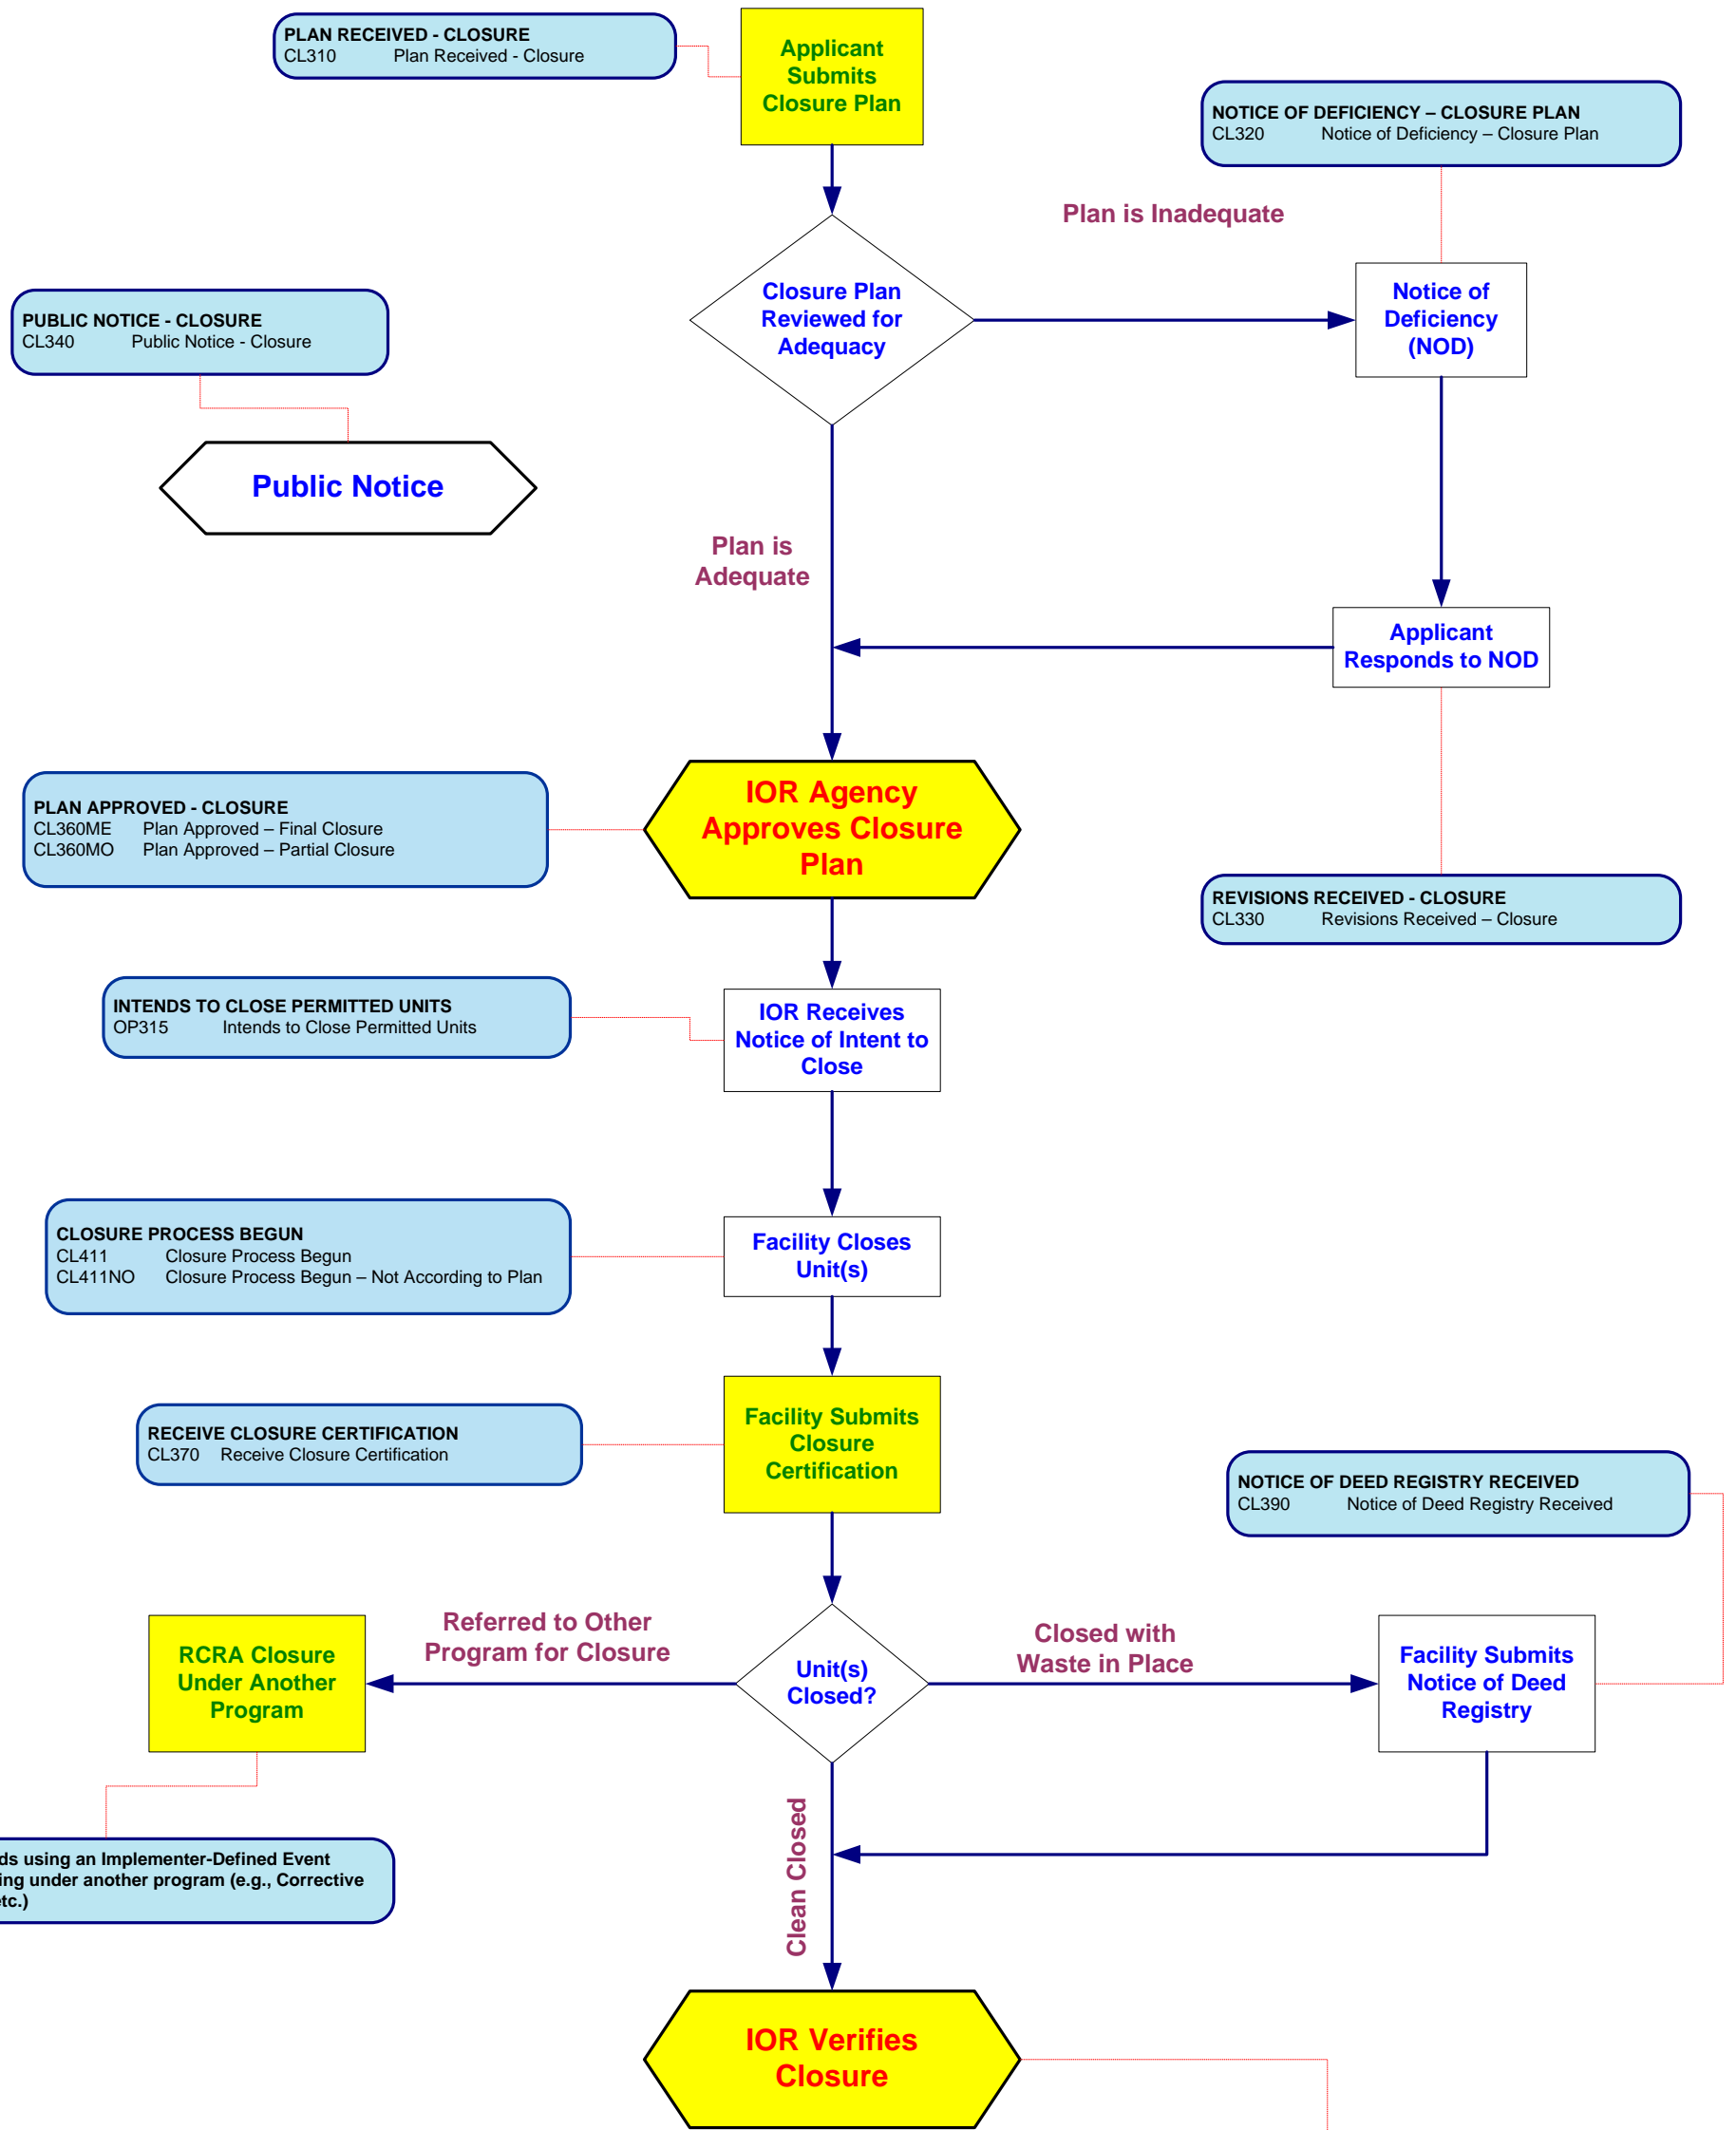 PLAN RECEIVED - CLOSURE
CL310 Plan Received - Closure
Applicant
Submits
Closure Plan
NOTICE OF DEFICIENCY – CLOSURE PLAN
CL320 Notice of Deficiency – Closure Plan
Plan is Inadequate
Closure Plan
Reviewed for
Adequacy
Notice of
Deficiency
(NOD)
PUBLIC NOTICE - CLOSURE
CL340 Public Notice - Closure
Public Notice
Plan is
Adequate
Applicant
Responds to NOD
IOR Agency
Approves Closure
Plan
PLAN APPROVED - CLOSURE
CL360ME Plan Approved – Final Closure
CL360MO Plan Approved – Partial Closure
REVISIONS RECEIVED - CLOSURE
CL330 Revisions Received – Closure
INTENDS TO CLOSE PERMITTED UNITS
OP315 Intends to Close Permitted Units
IOR Receives
Notice of Intent to
Close
CLOSURE PROCESS BEGUN
CL411 Closure Process Begun
CL411NO Closure Process Begun – Not According to Plan
Facility Closes
Unit(s)
RECEIVE CLOSURE CERTIFICATION
CL370 Receive Closure Certification
Facility Submits
Closure
Certification
NOTICE OF DEED REGISTRY RECEIVED
CL390 Notice of Deed Registry Received
Referred to Other
Program for Closure
Closed with
Waste in Place
RCRA Closure
Under Another
Program
Unit(s)
Closed?
Facility Submits
Notice of Deed
Registry
Clean Closed
using an Implementer-Defined Event
under another program (e.g., Corrective
etc.)
IOR Verifies
Closure